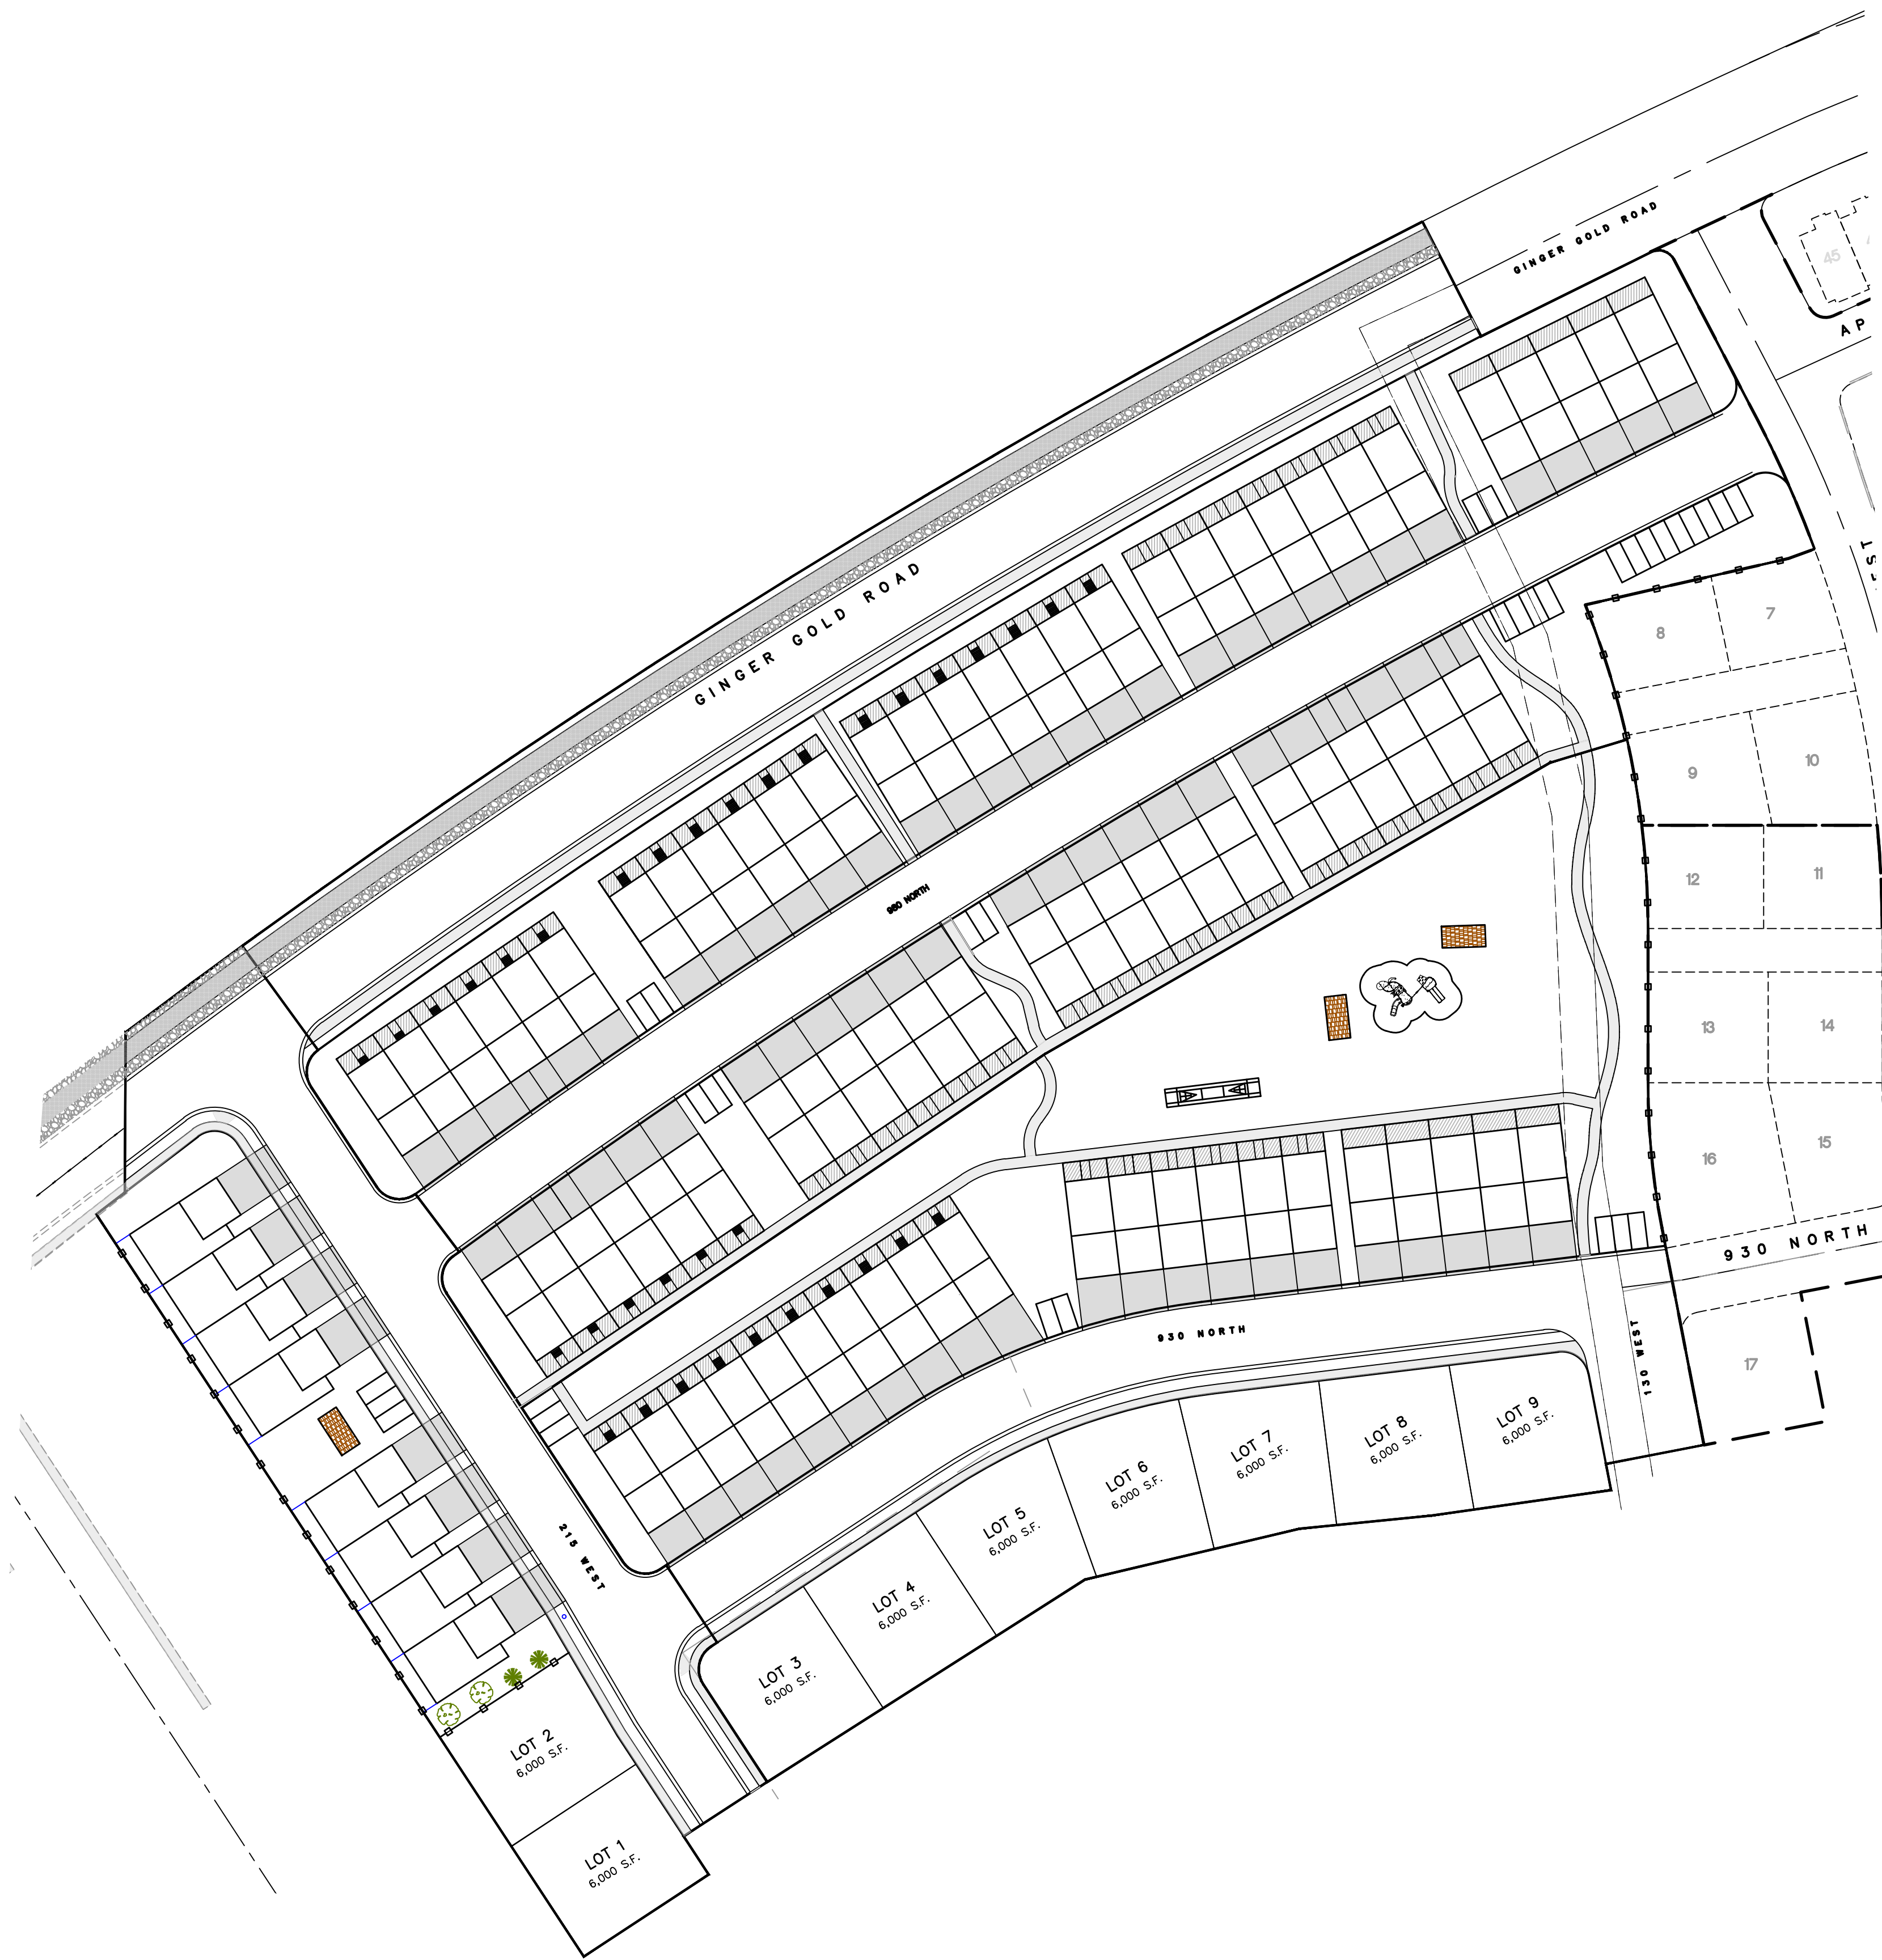 GINGER GOLD ROAD
45
AP
GINGER GOLD ROAD
7
8
10
9
960 NORTH
11
12
14
13
15
16
930 NORTH
930 NORTH
130 WEST
17
LOT 9
6,000 S.F.
LOT 8
6,000 S.F.
LOT 7
6,000 S.F.
LOT 6
6,000 S.F.
LOT 5
6,000 S.F.
215 WEST
LOT 4
6,000 S.F.
LOT 3
6,000 S.F.
LOT 2
6,000 S.F.
LOT 1
6,000 S.F.